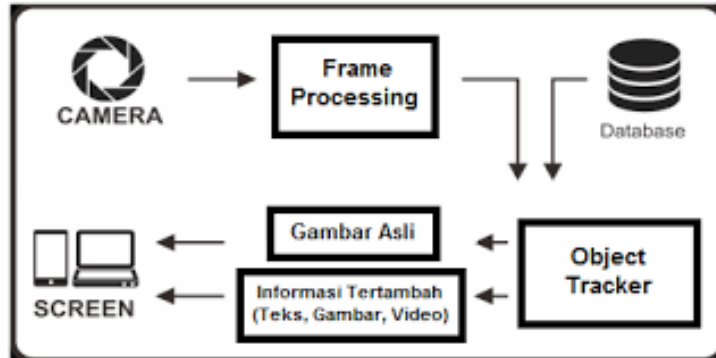 CAMERA
Frame
Processing
Database
Gambar Asli
Informasi Tertambah
(Teks, Gambar, Video)
Object
Tracker
SCREEN